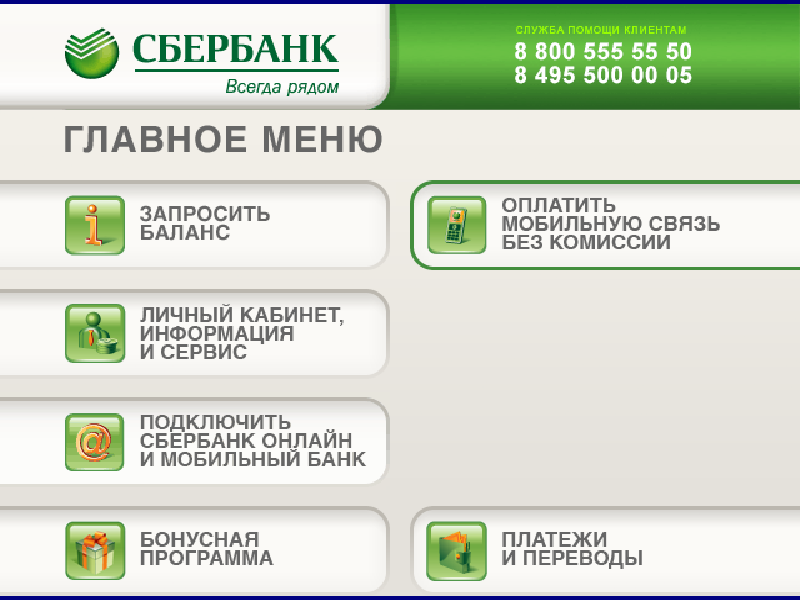 СБЕРБАНК
Всегда рядом
СЛУЖБА ПОМОЩИ КЛИЕНТАМ
8 800 555 55 50
8 495 500 00 05
ГЛАВНОЕ МЕНЮ
ЗАПРОСИТЬ
БАЛАНС
ОПЛАТИТЬ
МОБИЛЬНУЮ СВЯЗЬ
БЕЗ КОМИССИИ
ЛИЧНЫЙ КАБИНЕТ,
ИНФОРМАЦИЯ
И СЕРВИС
ПОДКЛЮЧИТЬ
СБЕРБАНК ОНЛАЙН
И МОБИЛЬНЫЙ БАНК
БОНУСНАЯ
ПРОГРАММА
ПЛАТЕЖИ
И ПЕРЕВОДЫ